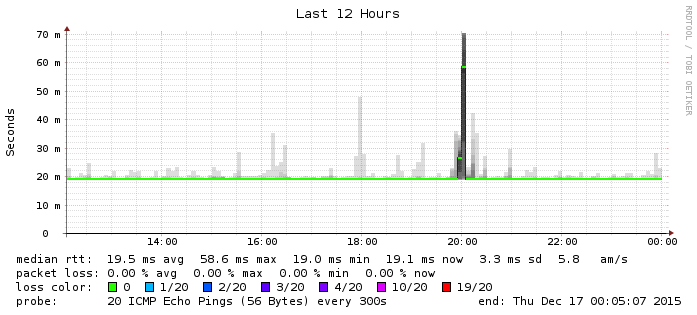 Last 12 Hours
RRDTOOL / TOBI OETIKER
Seconds
70 m
60 m
50 m
40 m
30 m
20 m
10 m
0
14:00 16:00 18:00 20:00 22:00 00:00
median rtt: 19.5 ms avg 58.6 ms max 19.0 ms min 19.1 ms now 3.3 ms sd 5.8 am/s
packet loss: 0.00 % avg 0.00 % max 0.00 % min 0.00 % now
loss color: 0 1/20 2/20 3/20 4/20 10/20 19/20
probe: 20 ICMP Echo Pings (56 Bytes) every 300s end: Thu Dec 17 00:05:07 2015